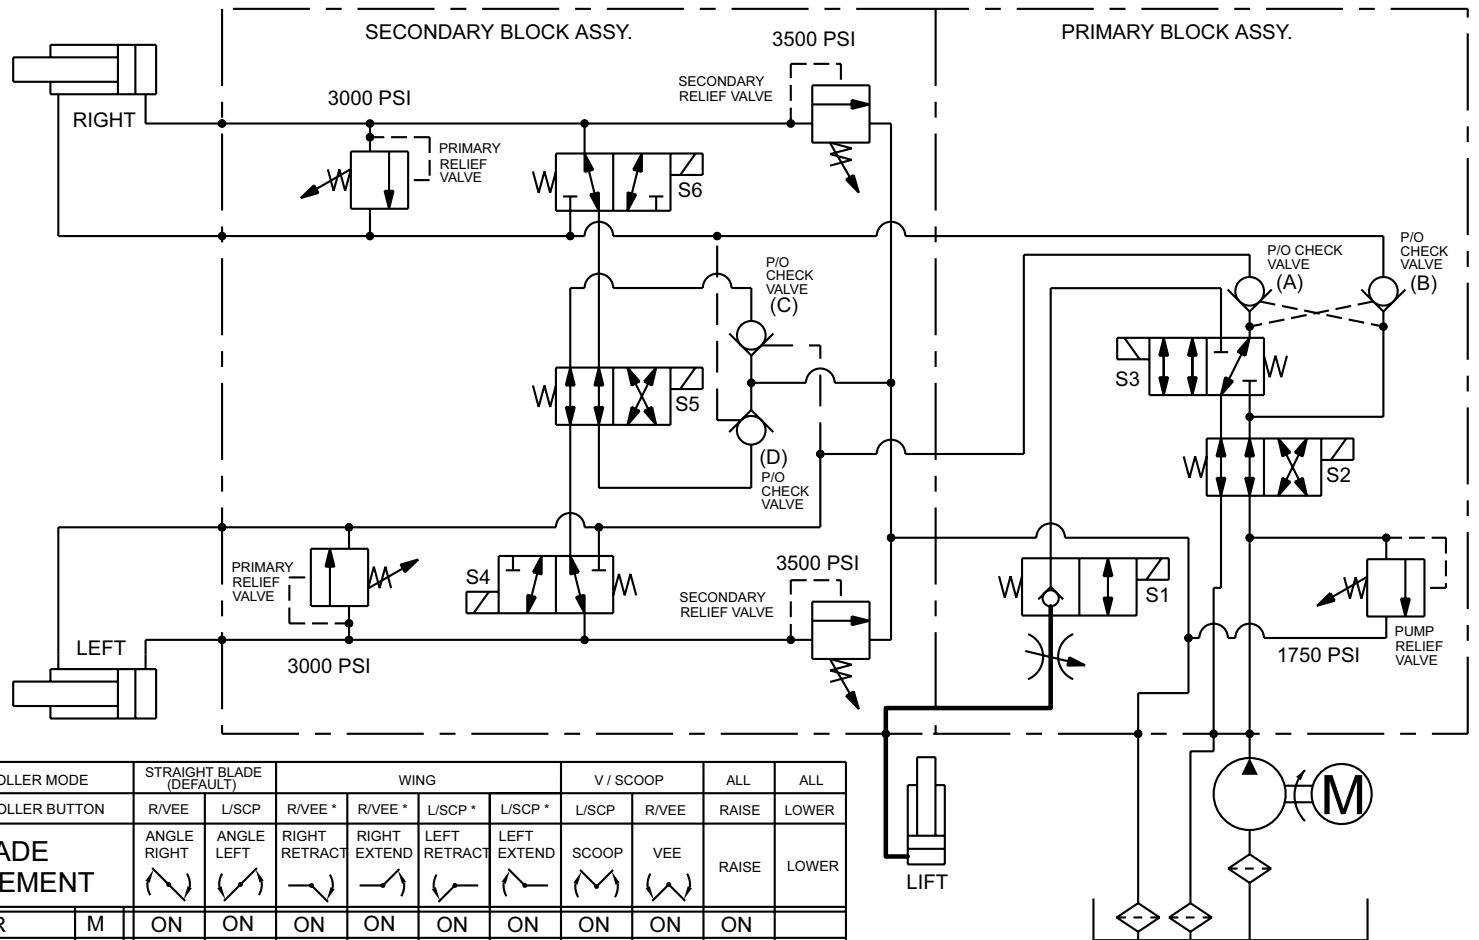 SECONDARY BLOCK ASSY.
PRIMARY BLOCK ASSY.
3500 PSI
SECONDARY
RELIEF VALVE
3000 PSI
RIGHT
PRIMARY
RELIEF
VALVE
S6
P/O
CHECK
VALVE
(C)
P/O CHECK
VALVE
(A)
P/O
CHECK
VALVE
(B)
S3
S5
(D)
P/O
CHECK
VALVE
S2
PRIMARY
RELIEF
VALVE
S4
3500 PSI
SECONDARY
RELIEF VALVE
S1
LEFT
3000 PSI
1750 PSI
PUMP
RELIEF
VALVE
M
LIFT
OLLER MODE STRAIGHT BLADE (DEFAULT) WING V / SCOOP ALL ALL
OLLER BUTTON R/VEE L/SCP R/VEE * R/VEE * L/SCP * L/SCP * L/SCP R/VEE RAISE LOWER
ADE
EMENT
ANGLE RIGHT ANGLE LEFT RIGHT RETRACT RIGHT EXTEND LEFT RETRACT LEFT EXTEND SCOOP VEE RAISE LOWER
R M ON ON ON ON ON ON ON ON ON